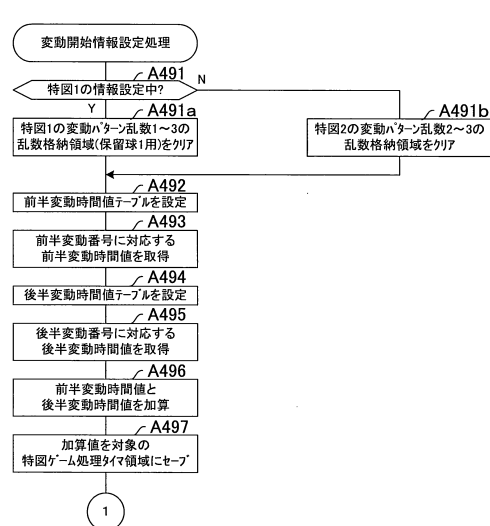 変動開始情報設定処理
A491
特図1の情報設定中?
N
Y
A491a
特図1の変動パターン乱数1～3の
乱数格納領域(保留球1用)をクリア
A491b
特図2の変動パターン乱数2～3の
乱数格納領域をクリア
A492
前半変動時間値テーブルを設定
A493
前半変動番号に対応する
前半変動時間値を取得
A494
後半変動時間値テーブルを設定
A495
後半変動番号に対応する
後半変動時間値を取得
A496
前半変動時間値と
後半変動時間値を加算
A497
加算値を対象の
特図ゲーム処理タイマ領域にセーブ
1